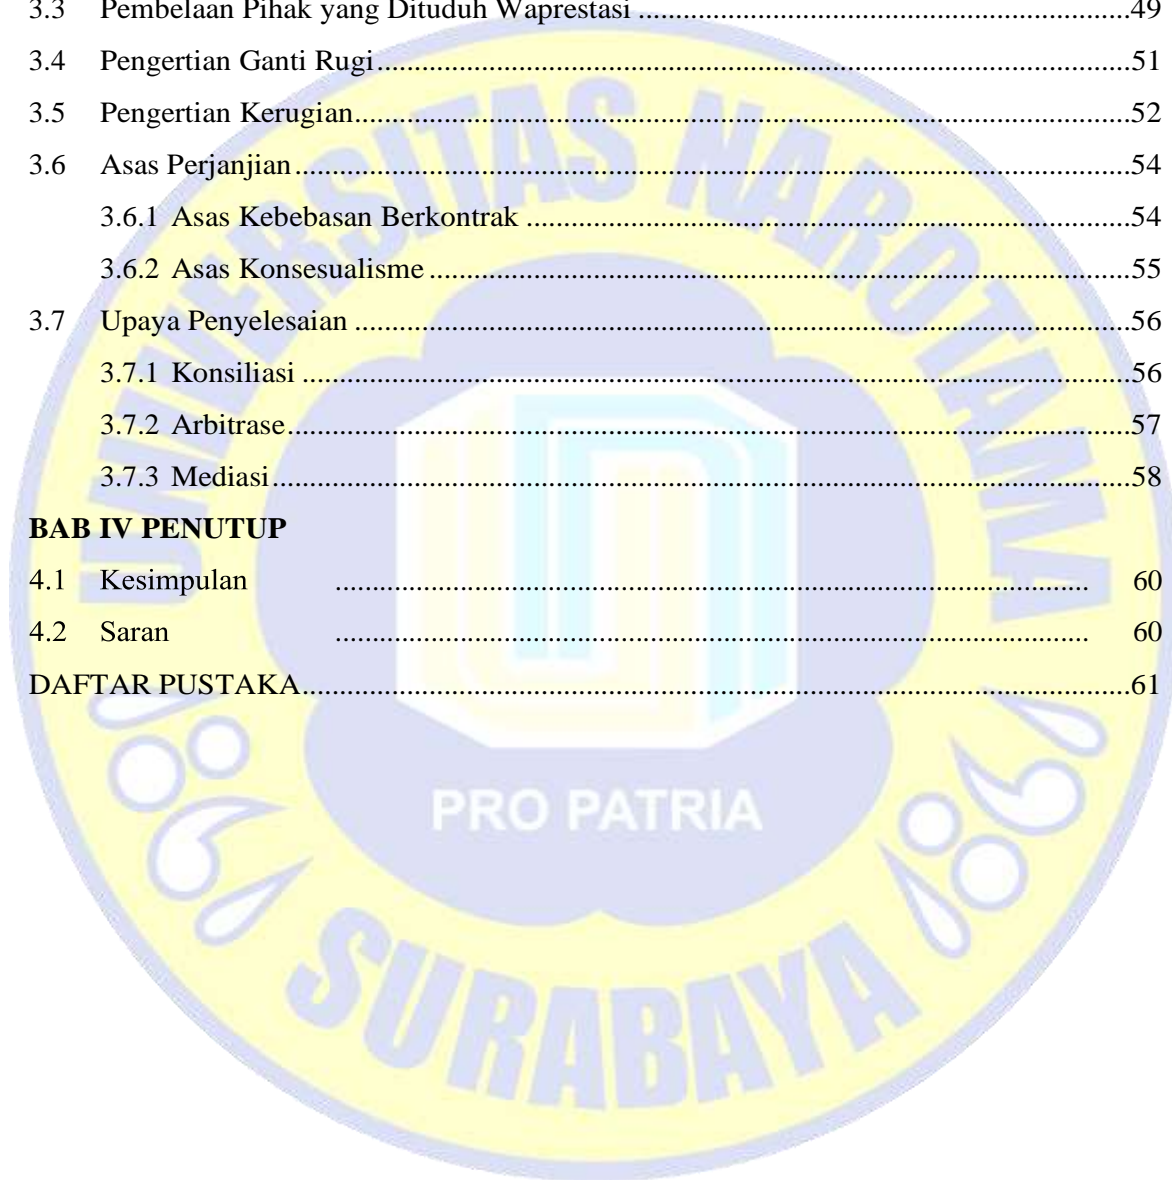 3.3 Pembelaan Pihak yang Dituduh Waprestasi ........................................................49
3.4 Pengertian Ganti Rugi........................................................51
3.5 Pengertian Kerugian........................................................52
3.6 Asas Perjanjian ........................................................54
3.6.1 Asas Kebebasan Berkontrak ........................................................54
3.6.2 Asas Konsesualisme ........................................................55
3.7 Upaya Penyelesaian ........................................................56
3.7.1 Konsiliasi ........................................................56
3.7.2 Arbitrase........................................................57
3.7.3 Mediasi ........................................................58
BAB IV PENUTUP
4.1 Kesimpulan ........................................................ 60
4.2 Saran ........................................................ 60
DAFTAR PUSTAKA........................................................61
UNIVERSITAS NAROTAMA
PRO PATRIA
SURABAYA